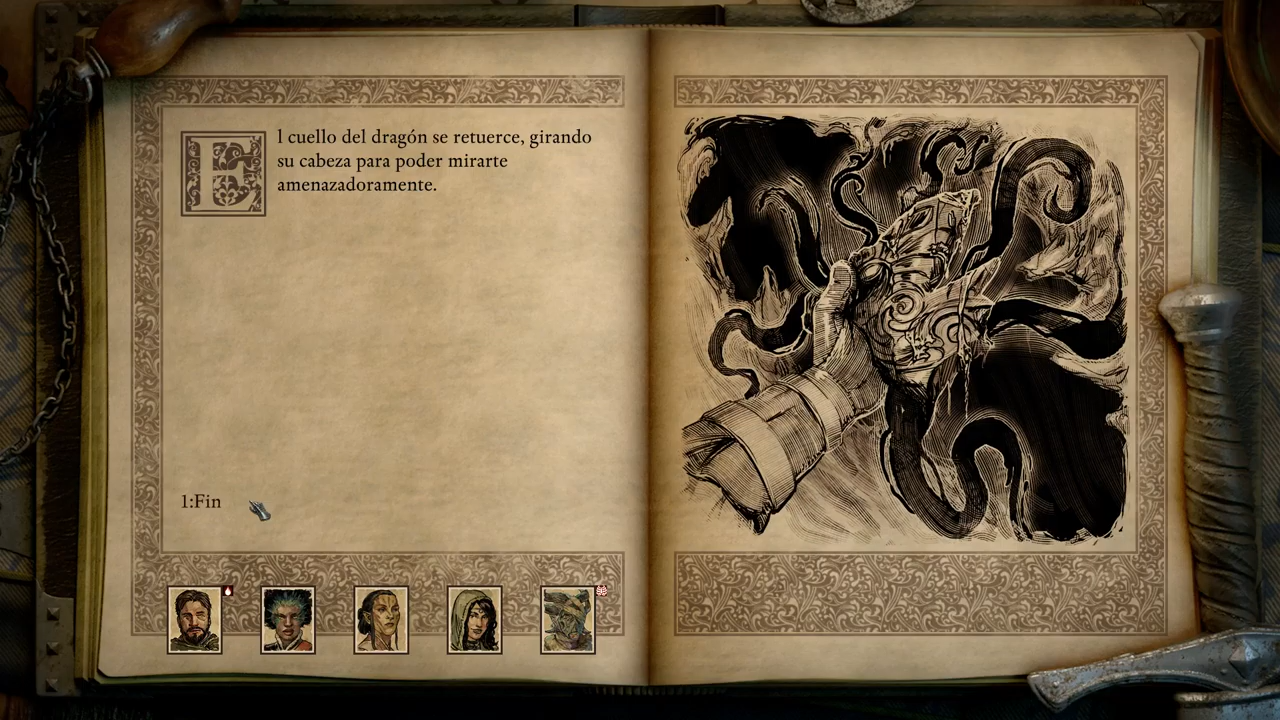 El cuello del dragón se retuerce, girando
su cabeza para poder mirarte
amenazadoramente.
1:Fin